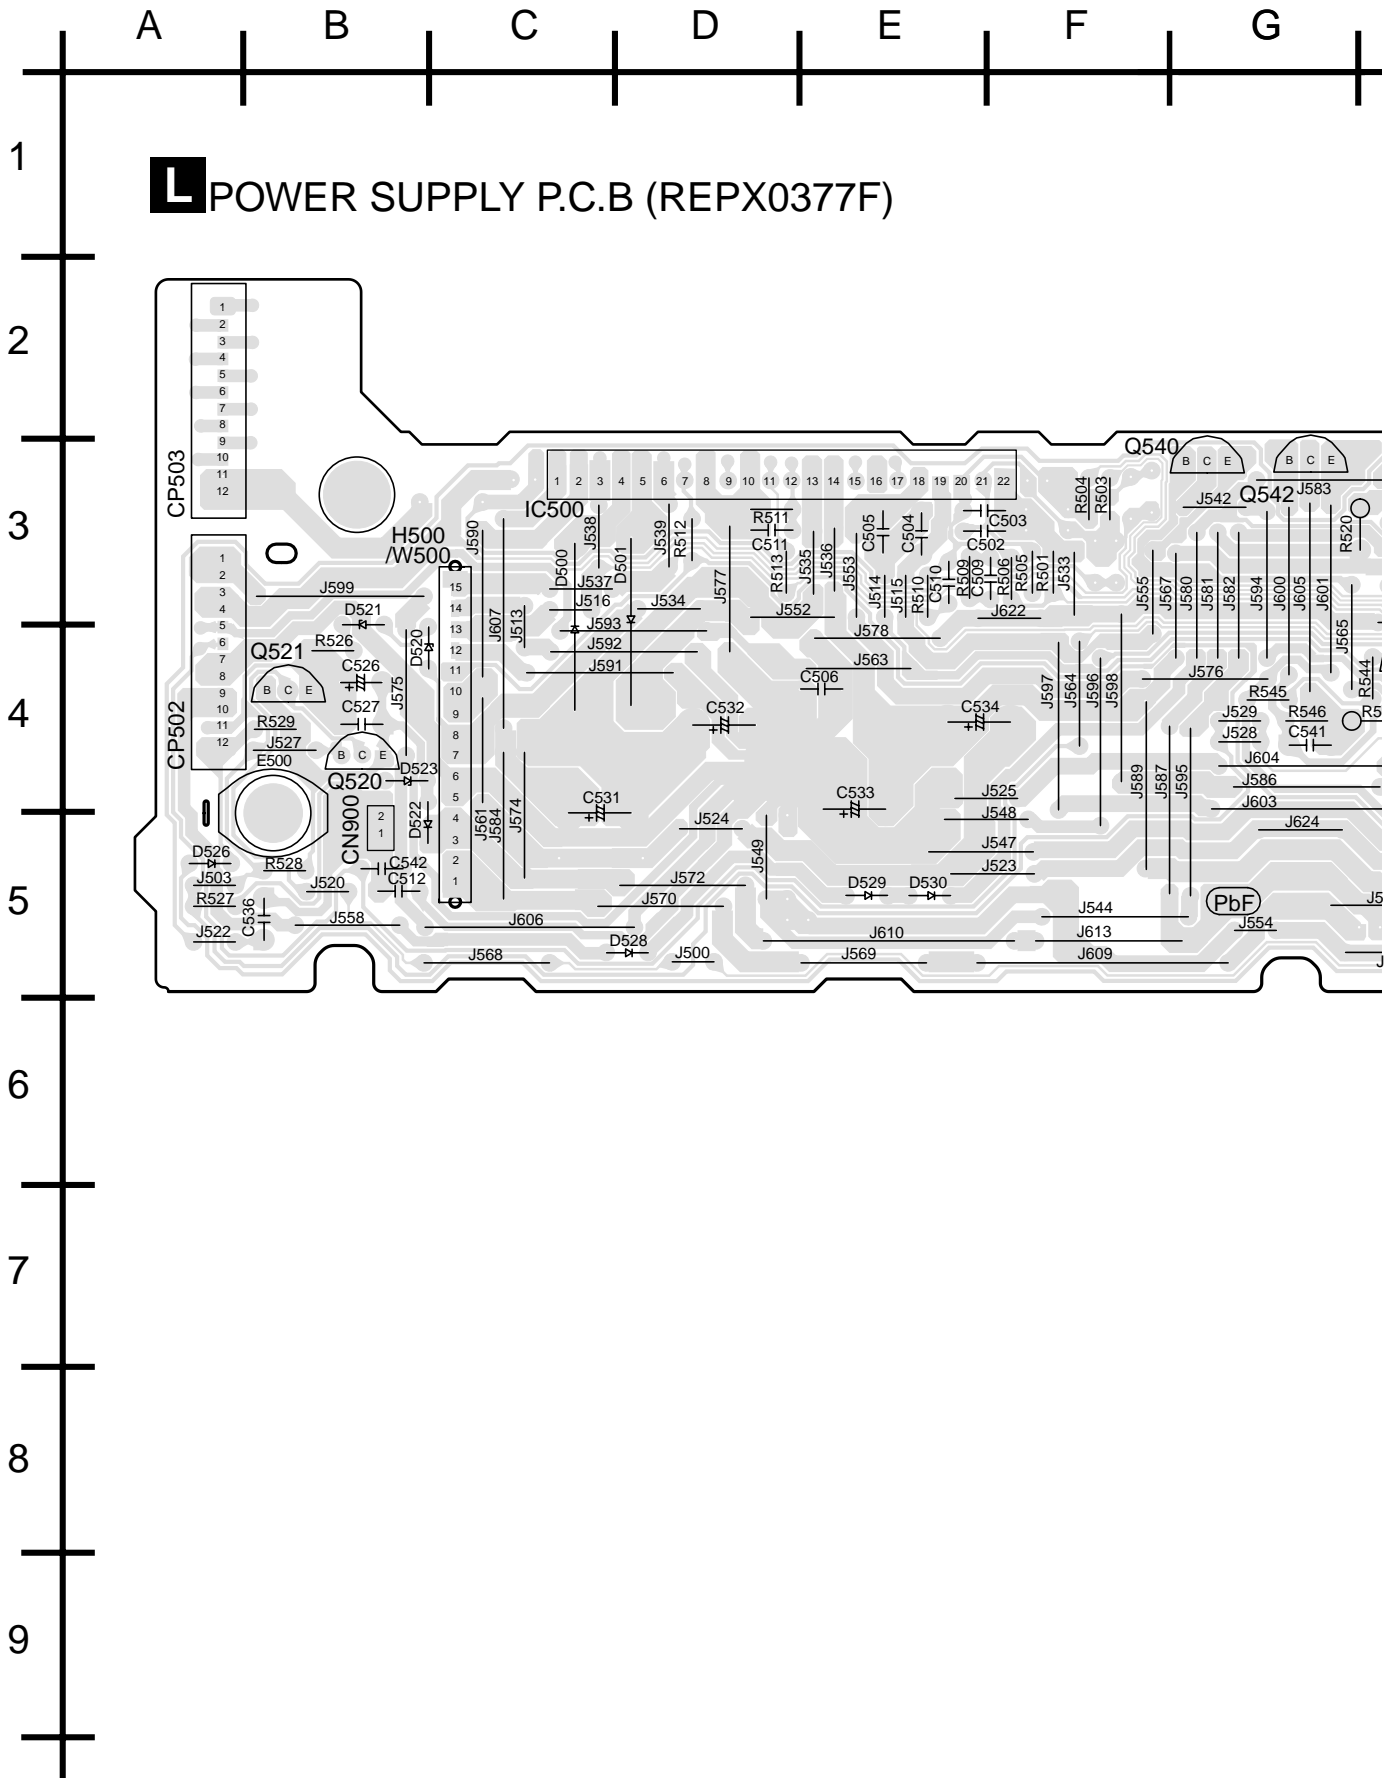 A B C D E F G
1
L POWER SUPPLY P.C.B (REPX0377F)
2
1
2
3
4
5
6
7
8
9
10
11
12
CP503
3
H500
/W500
IC500
1 2 3 4 5 6 7 8 9 10 11 12 13 14 15 16 17 18 19 20 21 22
Q540
B C E
J542
Q542
B C E
J583
R504
R503
R520
J590
J538
J539
R512
R511
C511
R513
J535
J536
C505
C504
C503
C502
D500
D501
J577
J553
J514
J515
R510
C510
R509
C509
R506
R505
R501
J533
J555
J567
J580
J581
J582
J594
J600
J605
J601
J565
J537
J516
J534
J552
J622
J607
J513
J593
J592
J591
J578
J563
C506
J599
D521
R526
Q521
B C E
C526
C527
J575
D520
R529
J527
B C E
Q520
E500
D523
1
2
3
4
5
6
7
8
9
10
11
12
CP502
4
15
14
13
12
11
10
9
8
7
6
5
4
3
2
1
C532
C534
J597
J564
J596
J598
J576
R545
J529
R546
J528
C541
R544
J604
J586
J603
J624
J589
J587
J595
C531
C533
J525
J548
J524
J549
J547
J523
J561
J584
J574
CN900
2
1
D522
D526
J503
R527
J522
R528
C542
C512
J520
C536
J558
5
J572
J570
J606
D528
J568
J500
D529
D530
J610
J569
J544
J613
J609
PbF
J554
6
7
8
9